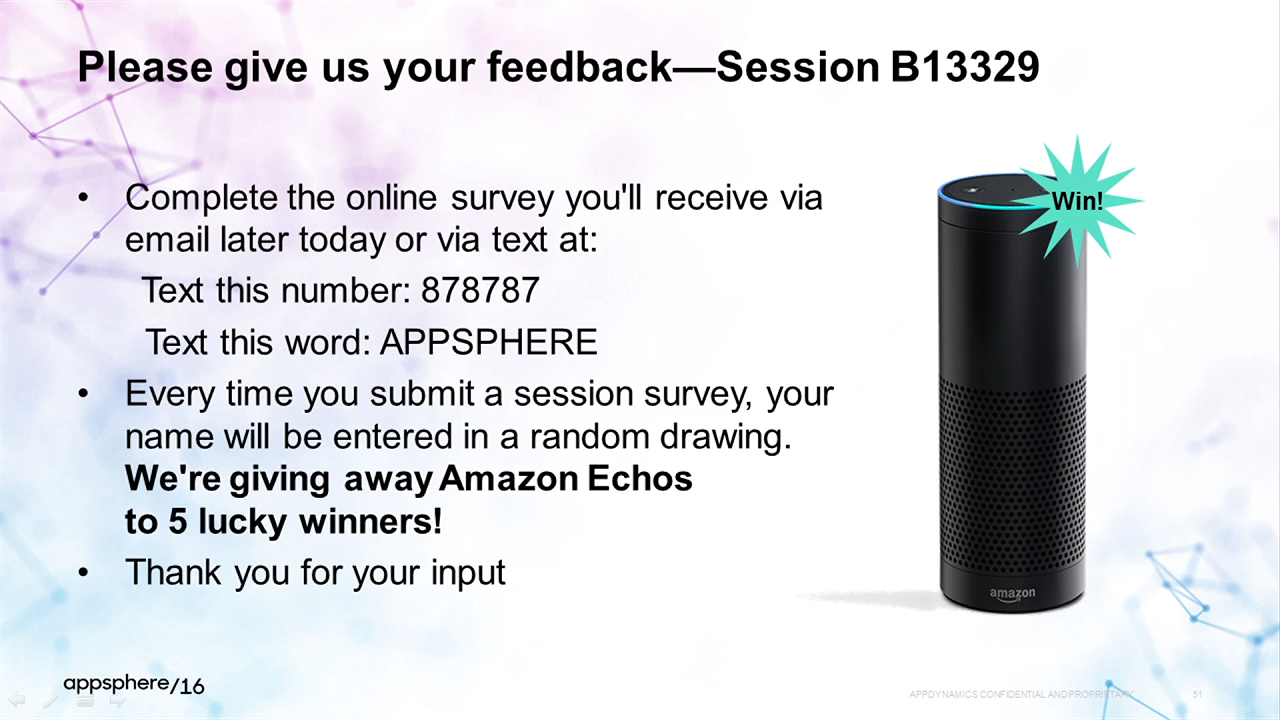 Please give us your feedback—Session B13329
Win!
• Complete the online survey you'll receive via
email later today or via text at:
Text this number: 878787
Text this word: APPSPHERE
• Every time you submit a session survey, your
name will be entered in a random drawing.
We're giving away Amazon Echos
to 5 lucky winners!
• Thank you for your input
amazon
appsphere/16
APPDYNAMICS CONFIDENTIAL AND PROPRIETARY
51